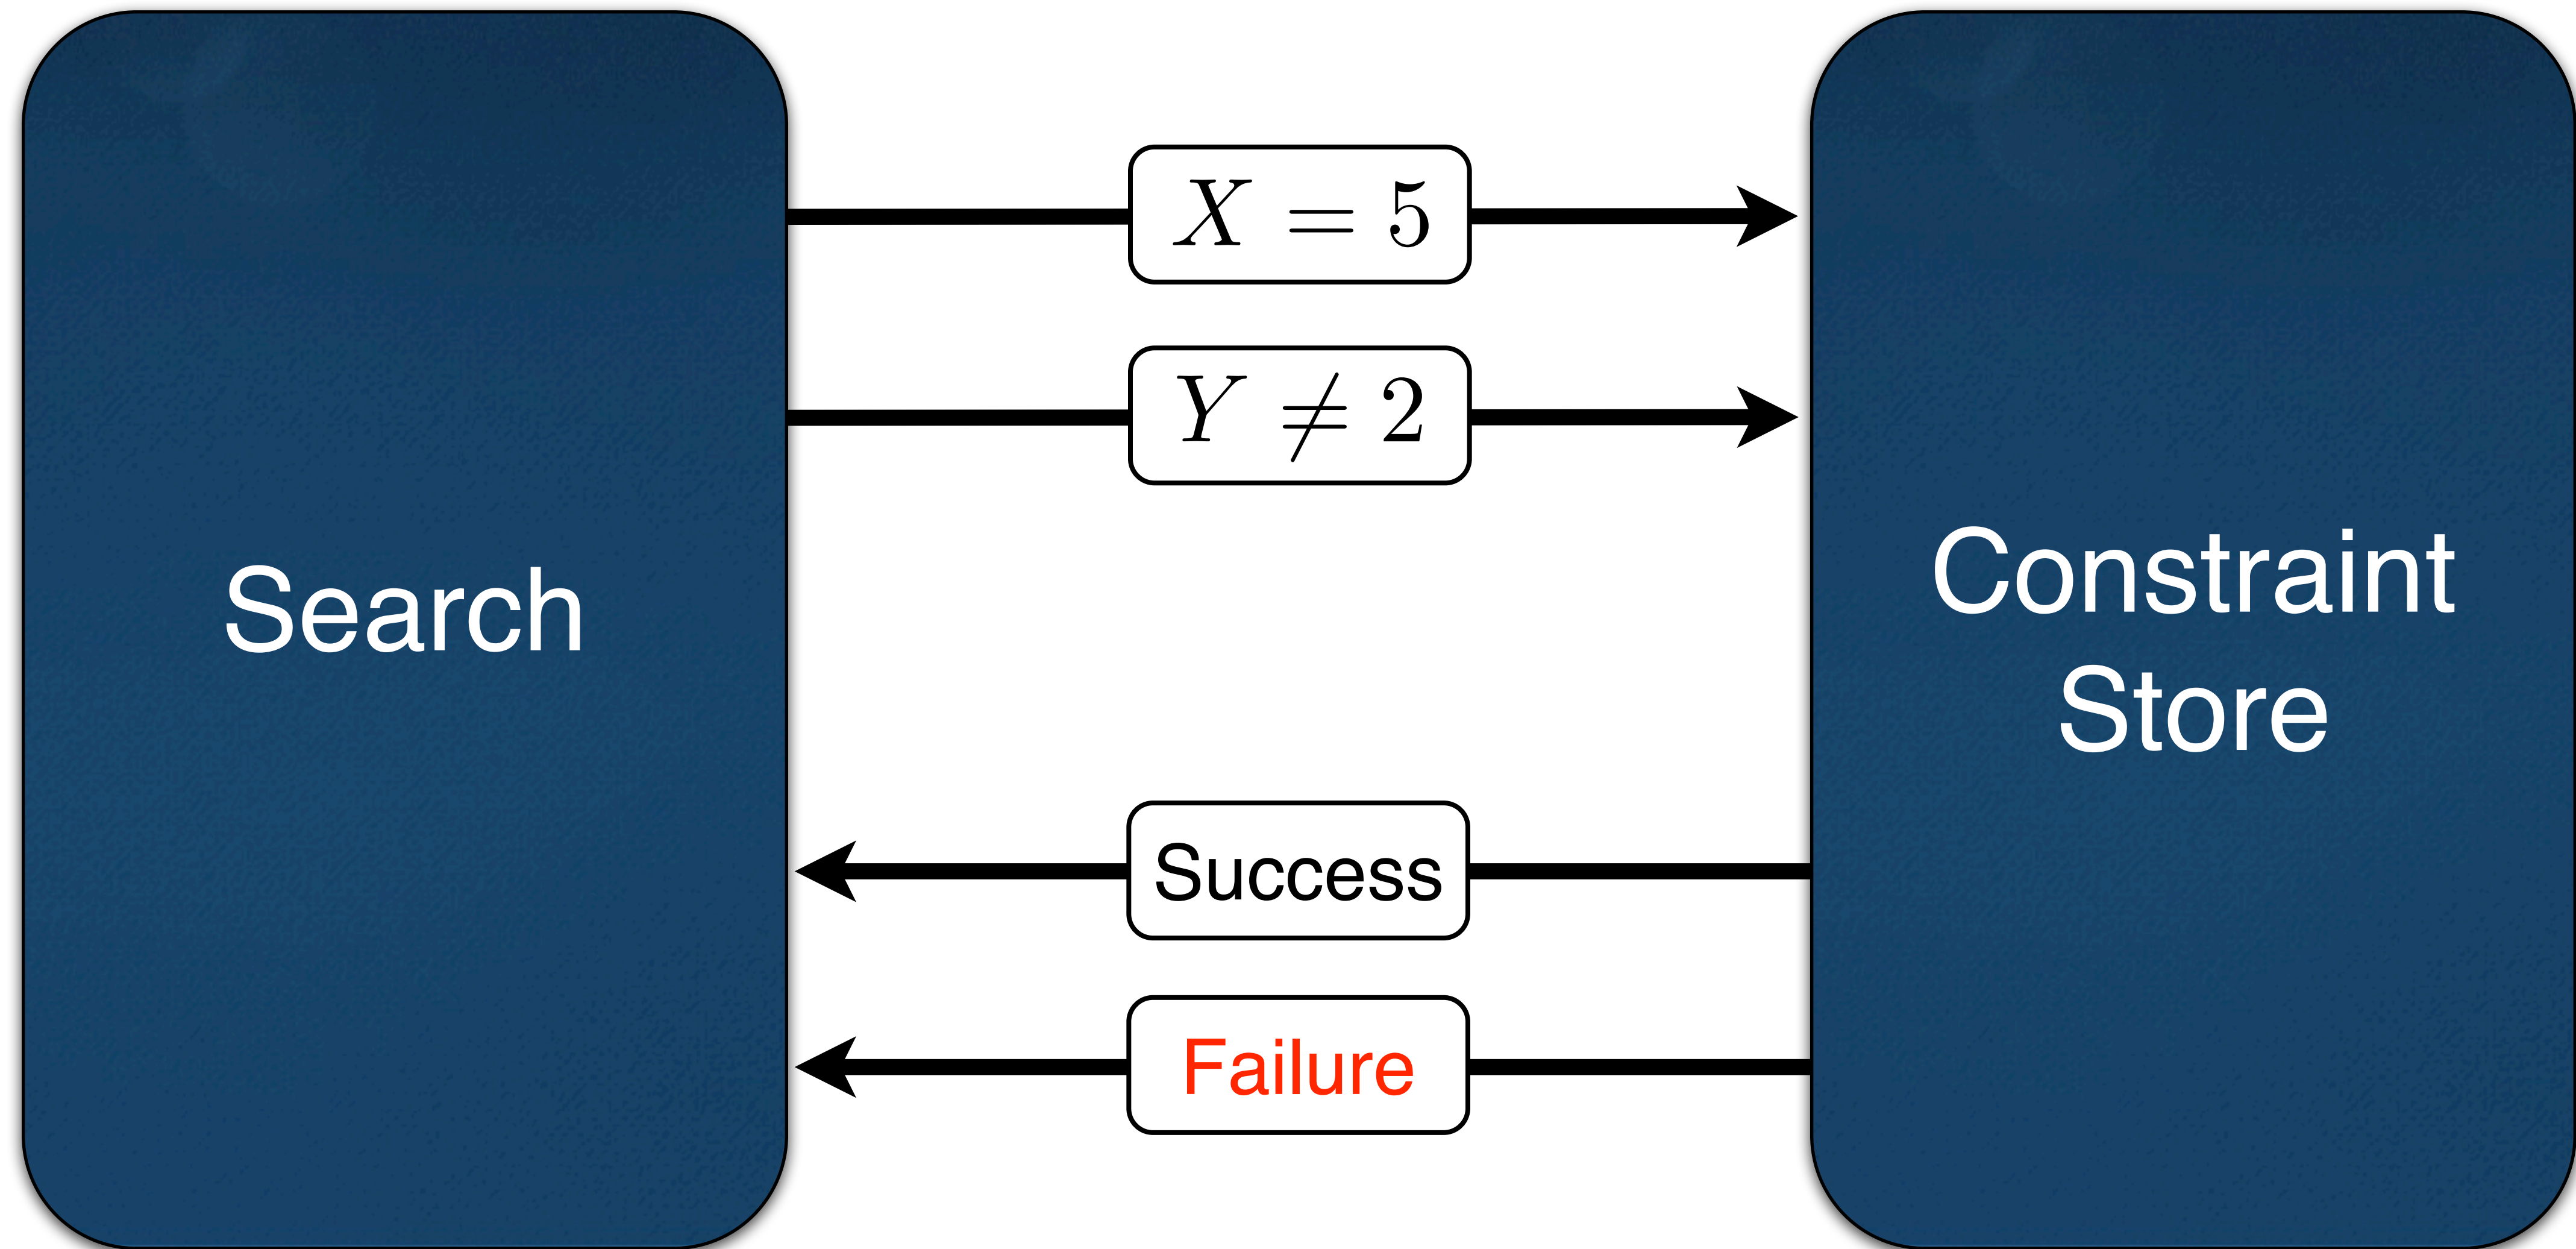 Search
X = 5
Y ≠ 2
Success
Failure
Constraint
Store